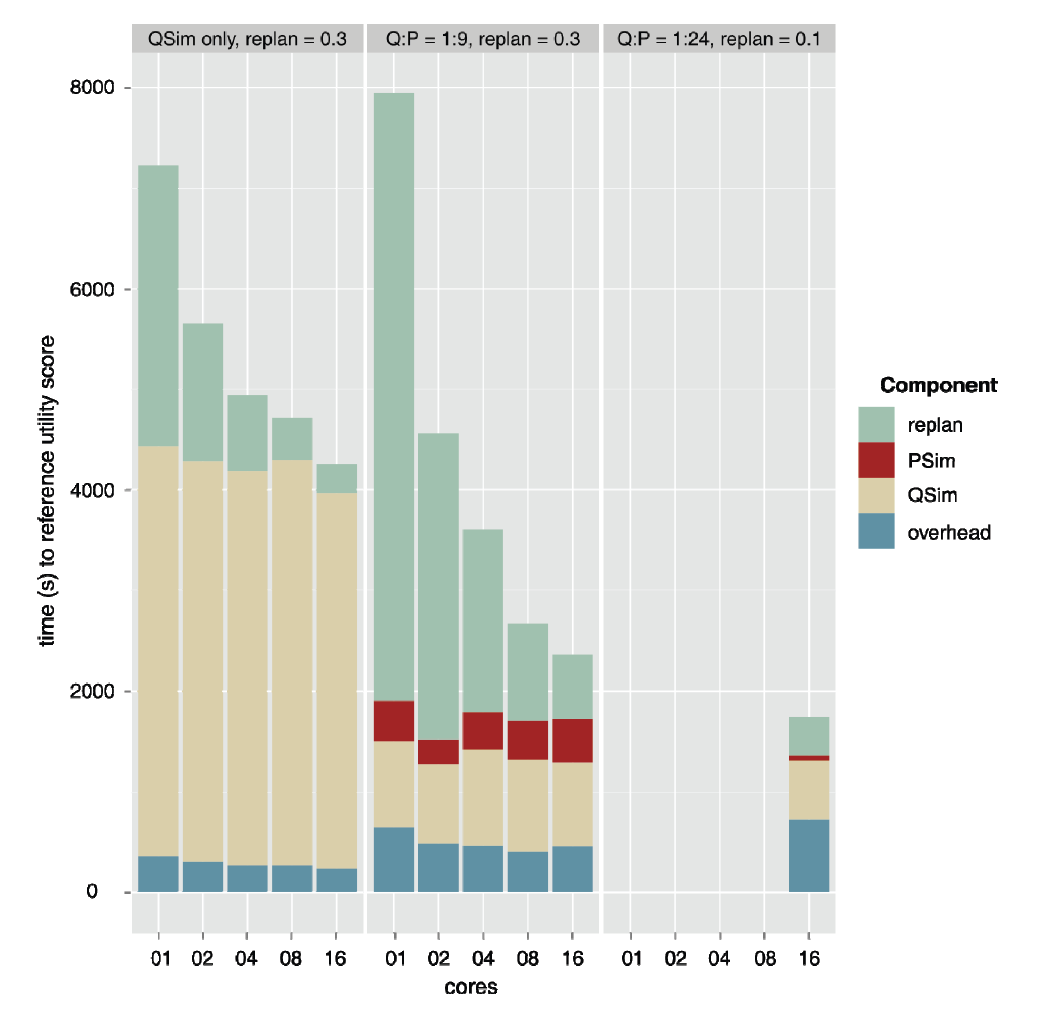 QSim only, replan = 0.3
Q:P = 1:9, replan = 0.3
Q:P = 1:24, replan = 0.1
8000
6000
4000
2000
0
time (s) to reference utility score
01 02 04 08 16
01 02 04 08 16
01 02 04 08 16
cores
Component
replan
PSim
QSim
overhead